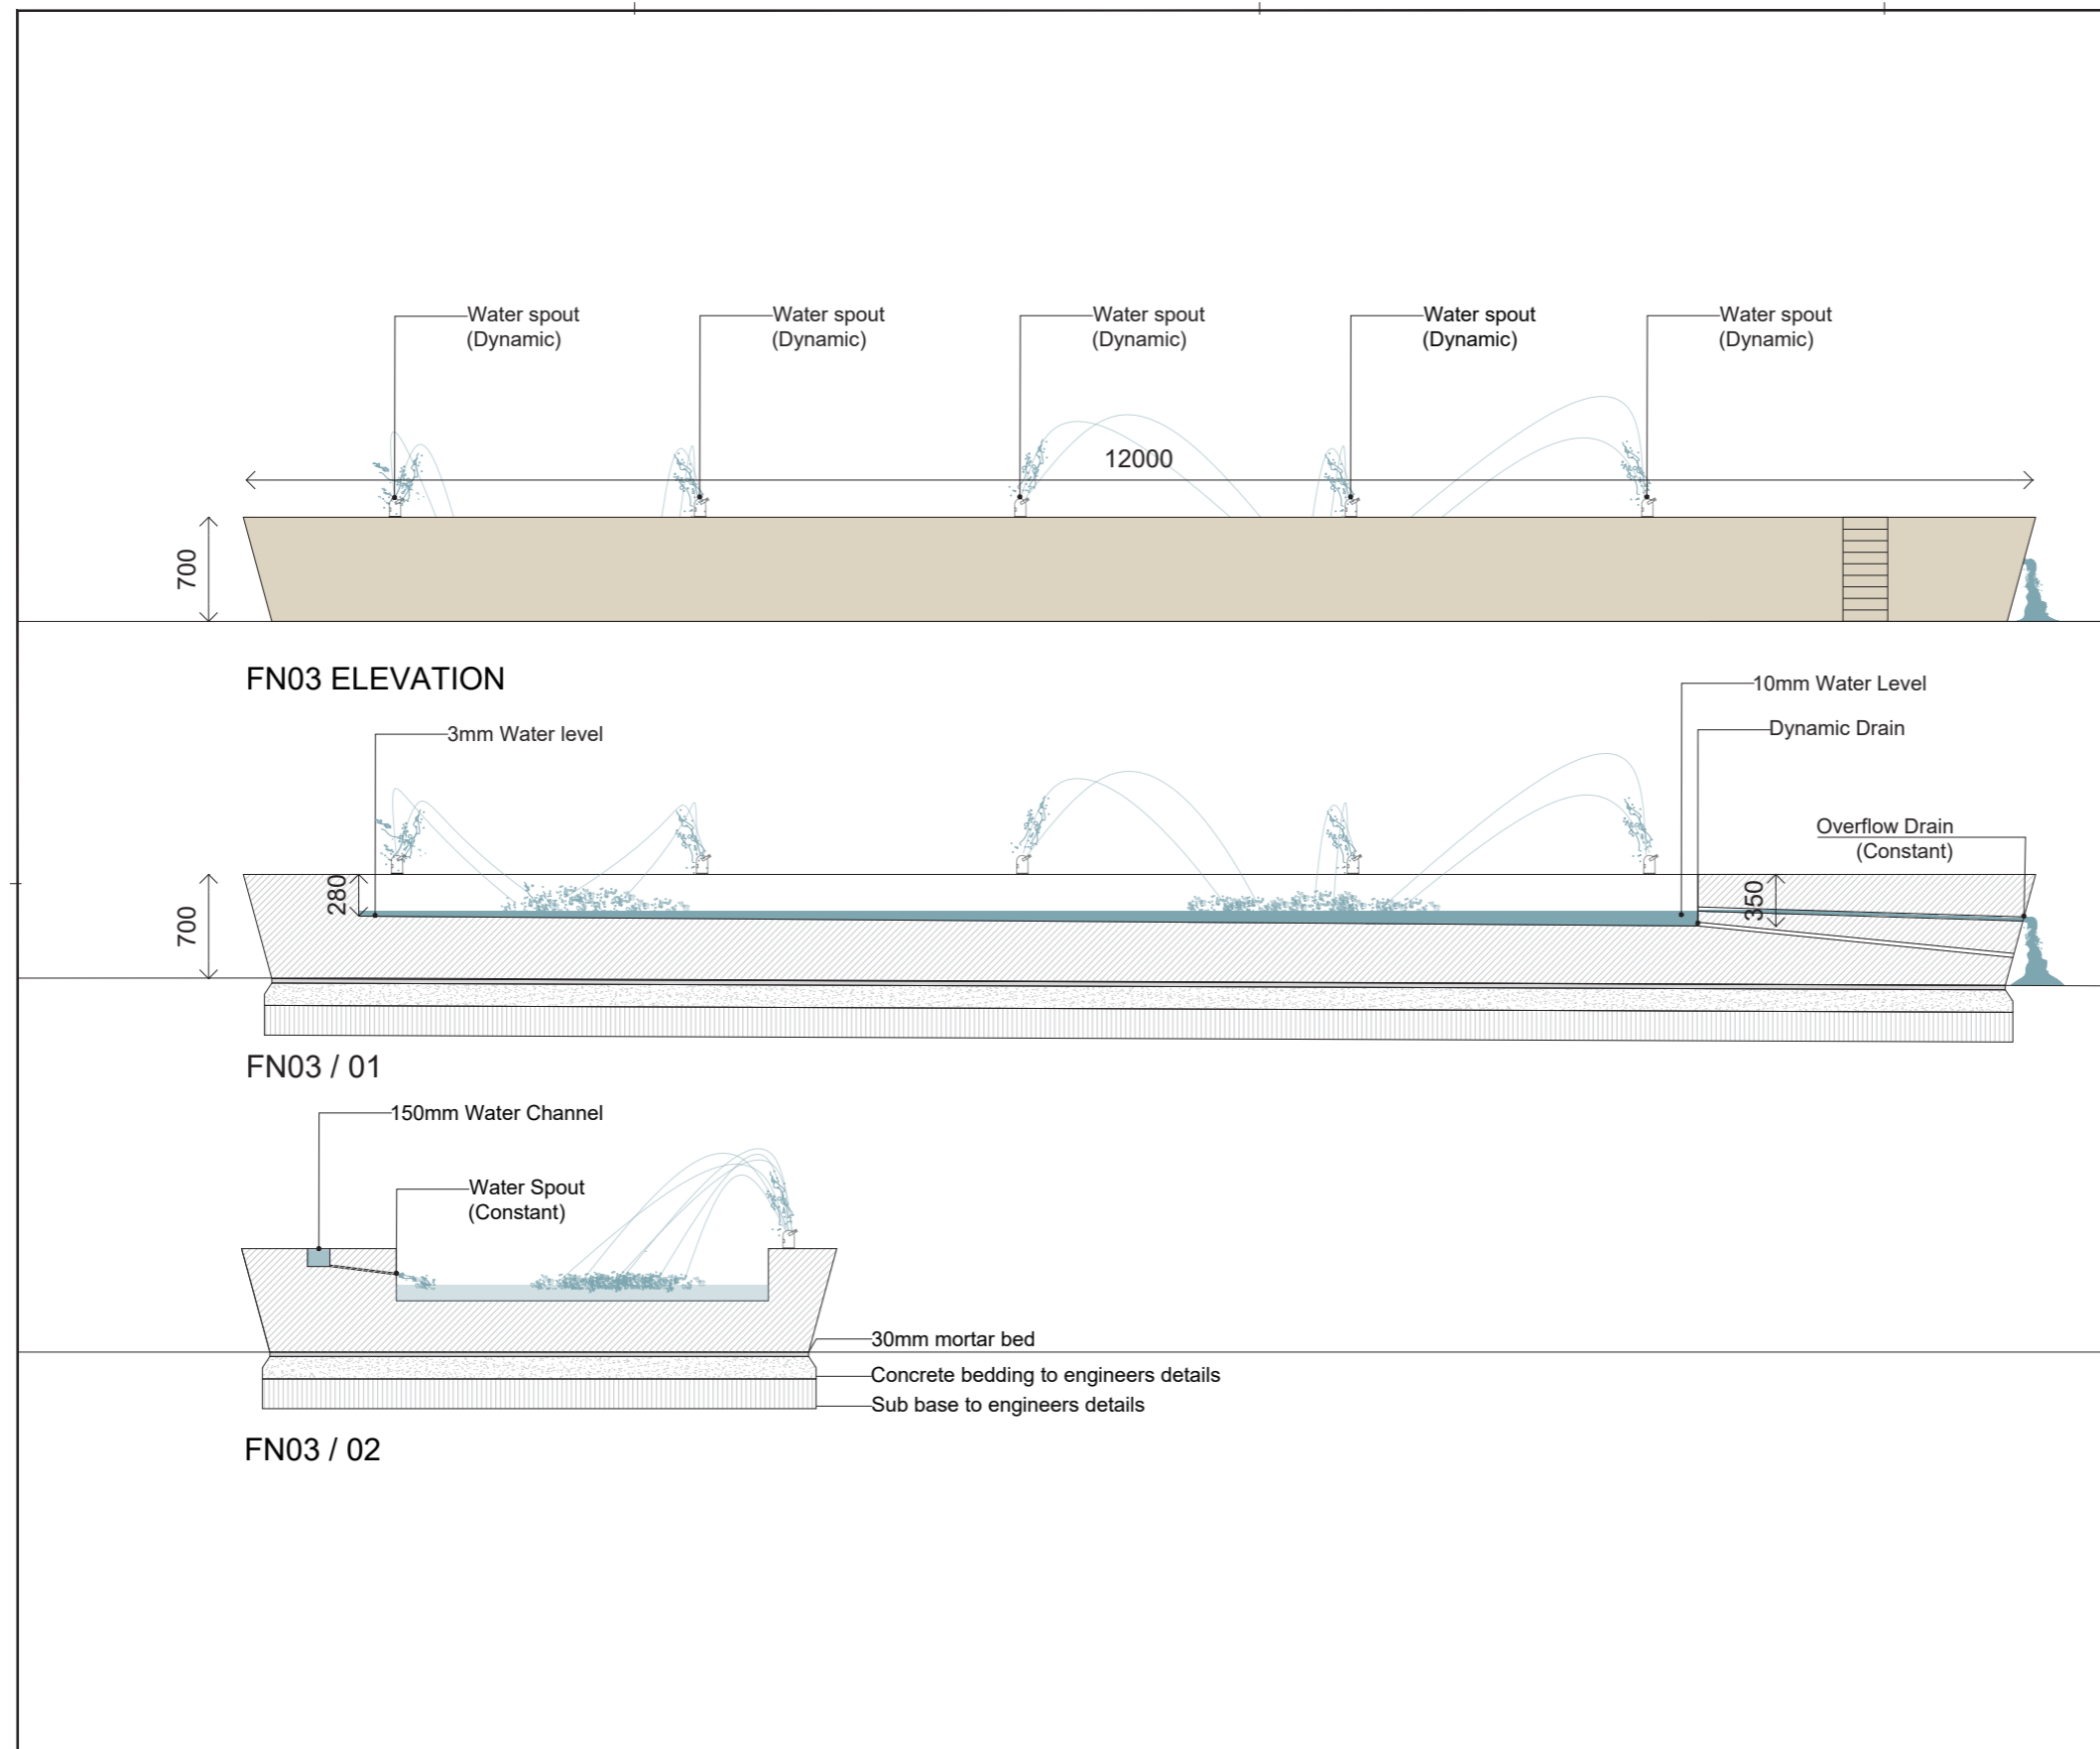 Water spout
(Dynamic)
Water spout
(Dynamic)
Water spout
(Dynamic)
Water spout
(Dynamic)
Water spout
(Dynamic)
12000
700
FN03 ELEVATION
10mm Water Level
3mm Water level
Dynamic Drain
Overflow Drain
(Constant)
280
350
700
FN03 / 01
150mm Water Channel
Water Spout
(Constant)
30mm mortar bed
Concrete bedding to engineers details
Sub base to engineers details
FN03 / 02